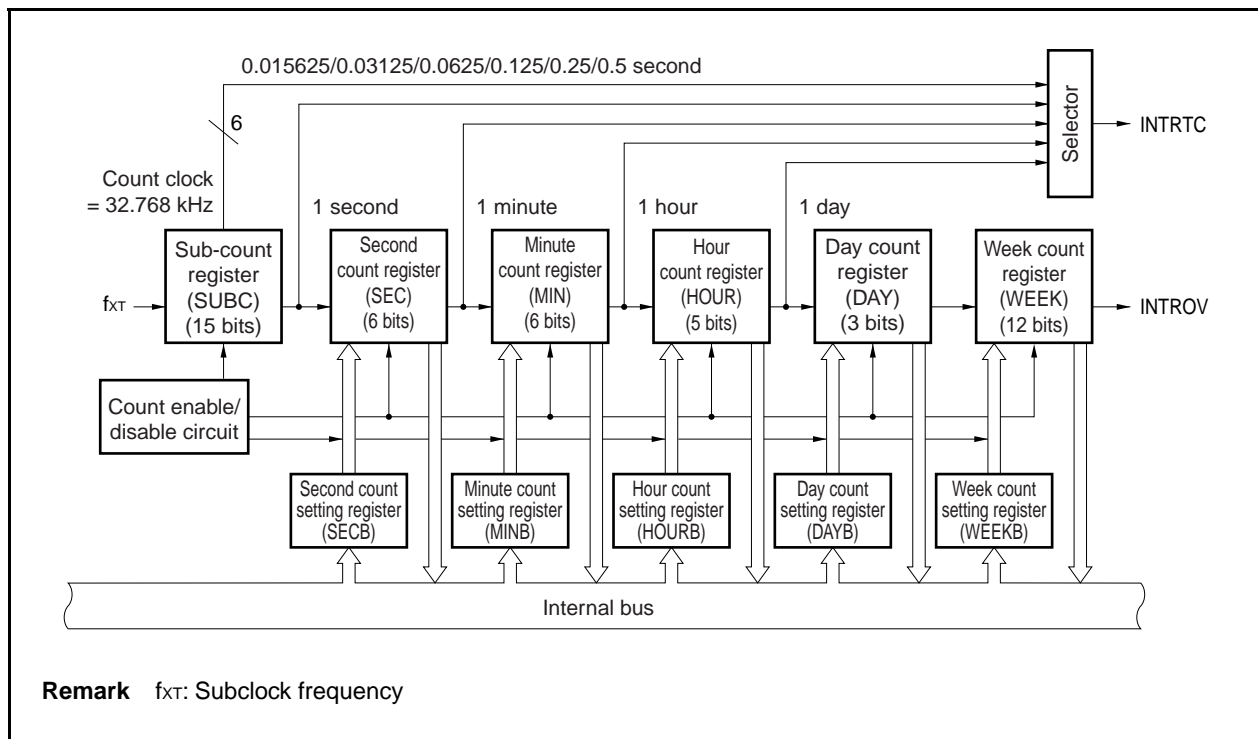 0.015625/0.03125/0.0625/0.125/0.25/0.5 second
6
Selector
INTRTC
Count clock
= 32.768 kHz
1 second
1 minute
1 hour
1 day
fXT
Sub-count
register
(SUBC)
(15 bits)
Second
count register
(SEC)
(6 bits)
Minute
count register
(MIN)
(6 bits)
Hour
count register
(HOUR)
(5 bits)
Day count
register
(DAY)
(3 bits)
Week count
register
(WEEK)
(12 bits)
INTROV
Count enable/
disable circuit
Second count
setting register
(SECB)
Minute count
setting register
(MINB)
Hour count
setting register
(HOURB)
Day count
setting register
(DAYB)
Week count
setting register
(WEEKB)
Internal bus
Remark fXT: Subclock frequency